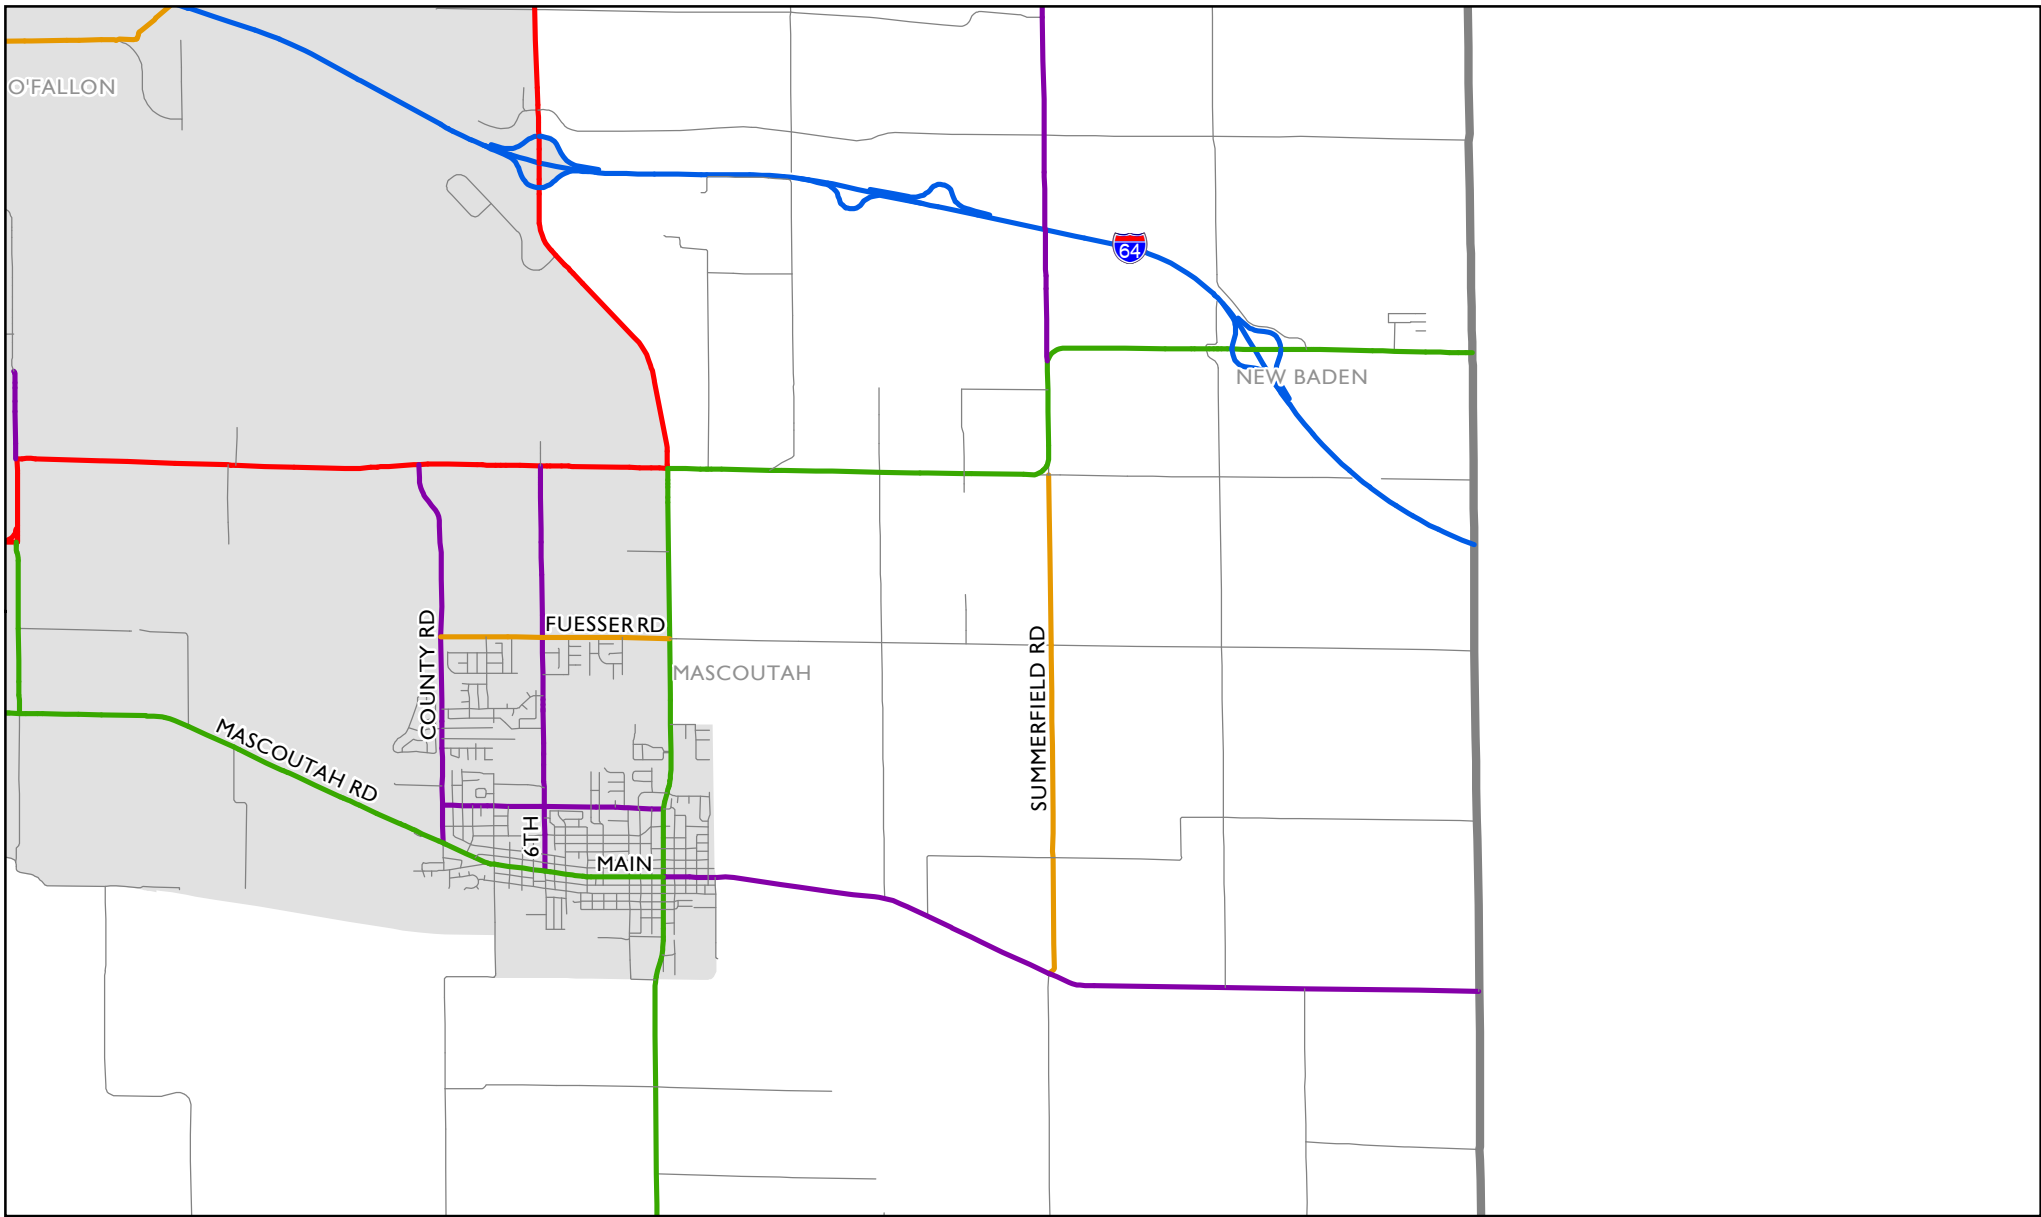 O'FALLON
64
NEW BADEN
FUESSER RD
COUNTY RD
MASCOUTAH
SUMMERFIELD RD
MASCOUTAH RD
6TH
MAIN